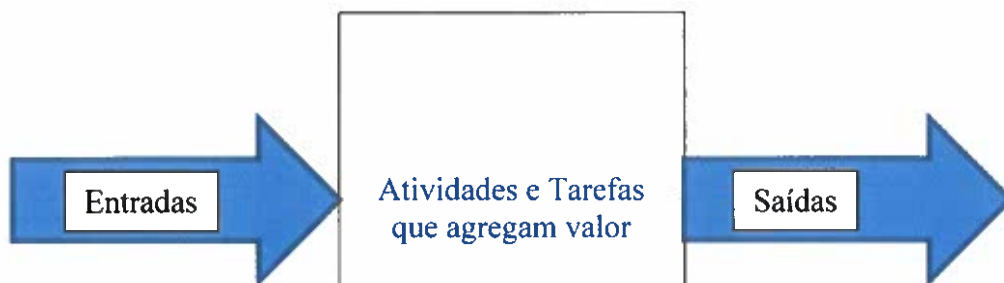 Entradas
Atividades e Tarefas
que agregam valor
Saídas